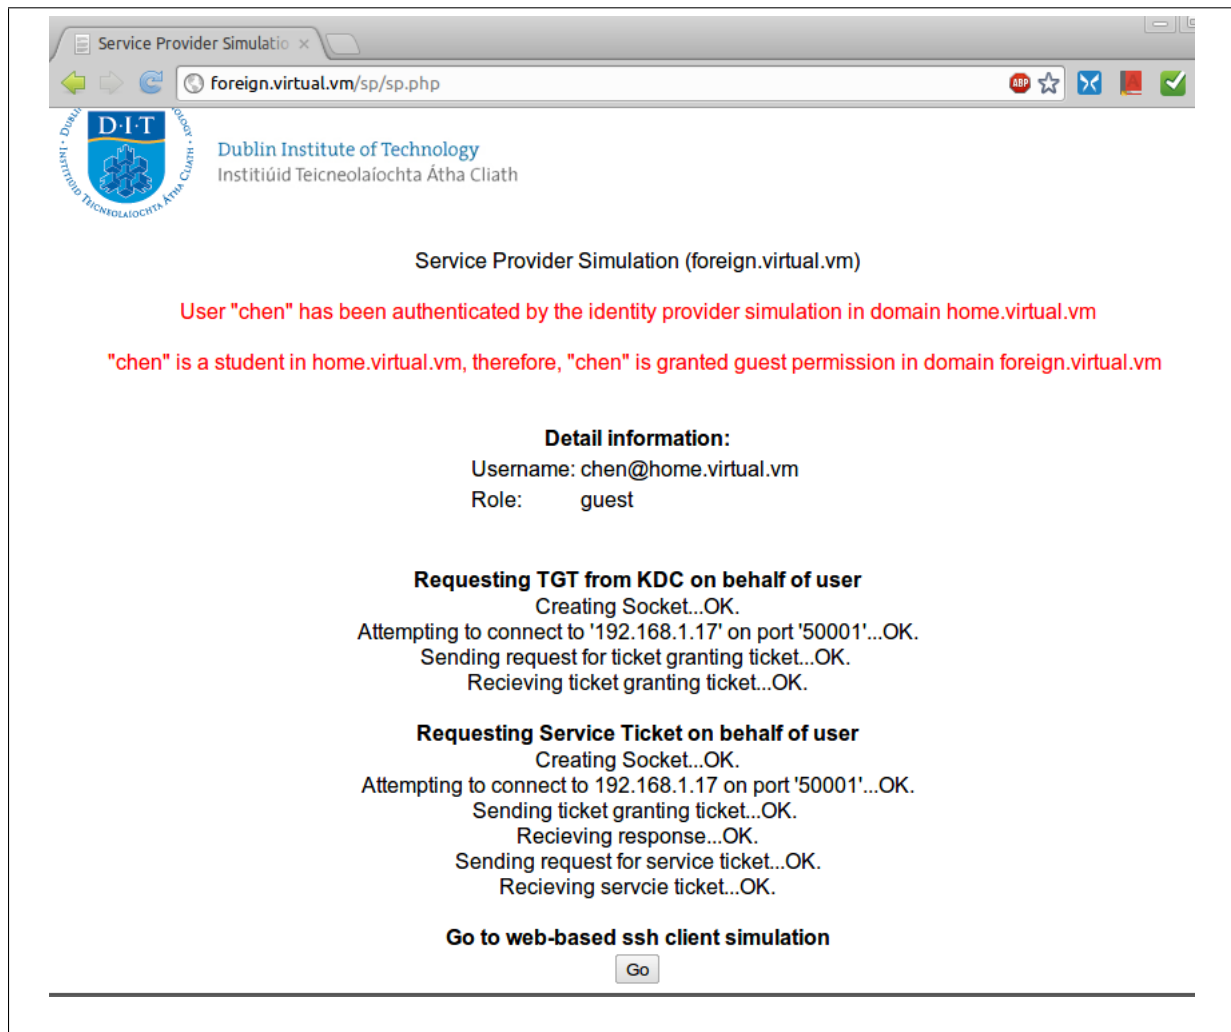 Service Provider Simulatio
foreign.virtual.vm/sp/sp.php
ABP
D·I·T
Dublin Institute of Technology
Institiúid Teicneolaíochta Átha Cliath
Service Provider Simulation (foreign.virtual.vm)
User "chen" has been authenticated by the identity provider simulation in domain home.virtual.vm
"chen" is a student in home.virtual.vm, therefore, "chen" is granted guest permission in domain foreign.virtual.vm
Detail information:
Username: chen@home.virtual.vm
Role: guest
Requesting TGT from KDC on behalf of user
Creating Socket...OK.
Attempting to connect to '192.168.1.17' on port '50001'...OK.
Sending request for ticket granting ticket...OK.
Recieving ticket granting ticket...OK.
Requesting Service Ticket on behalf of user
Creating Socket...OK.
Attempting to connect to 192.168.1.17 on port '50001'...OK.
Sending ticket granting ticket...OK.
Recieving response...OK.
Sending request for service ticket...OK.
Recieving servcie ticket...OK.
Go to web-based ssh client simulation
Go